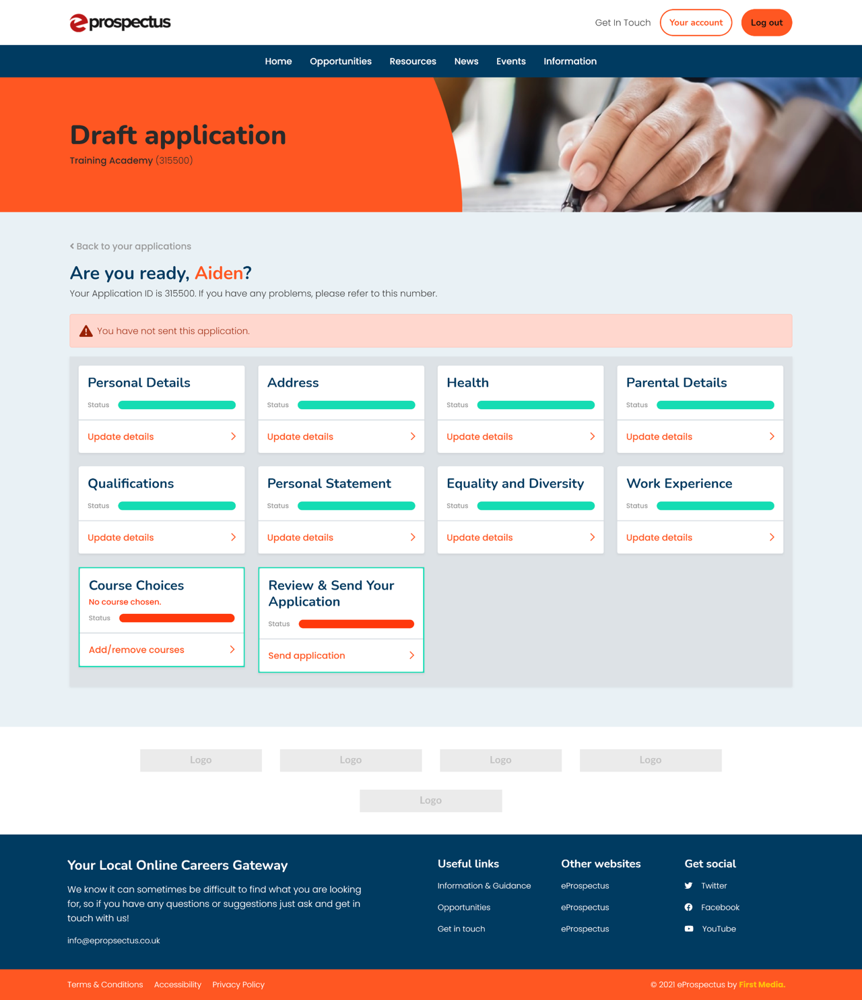 eprospectus
Get In Touch
Your account
Log out
Home
Opportunities
Resources
News
Events
Information
Draft application
Training Academy (315500)
Back to your applications
Are you ready, Aiden?
Your Application ID is 315500. If you have any problems, please refer to this number.
You have not sent this application.
Personal Details
Status
Update details
Address
Status
Update details
Health
Status
Update details
Parental Details
Status
Update details
Qualifications
Status
Update details
Personal Statement
Status
Update details
Equality and Diversity
Status
Update details
Work Experience
Status
Update details
Course Choices
No course chosen.
Status
Add/remove courses
Review & Send Your
Application
Status
Send application
Logo
Logo
Logo
Logo
Logo
Your Local Online Careers Gateway
We know it can sometimes be difficult to find what you are looking
for, so if you have any questions or suggestions just ask and get in
touch with us!
info@epropsectus.co.uk
Useful links
Information & Guidance
Opportunities
Get in touch
Other websites
eProspectus
eProspectus
eProspectus
Get social
Twitter
Facebook
YouTube
Terms & Conditions
Accessibility
Privacy Policy
© 2021 eProspectus by First Media.